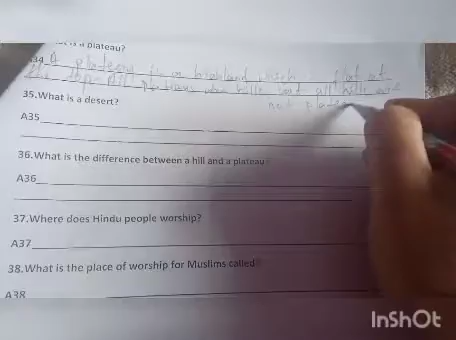 is a plateau?
A plateau is a highland which flat at
the top. All plateaus are hills but all hills are
35.What is a desert?
not
A35
36.What is the difference between a hill and a plateau
A36
37.Where does Hindu people worship?
A37
38.What is the place of worship for Muslims called
A38
InShOt